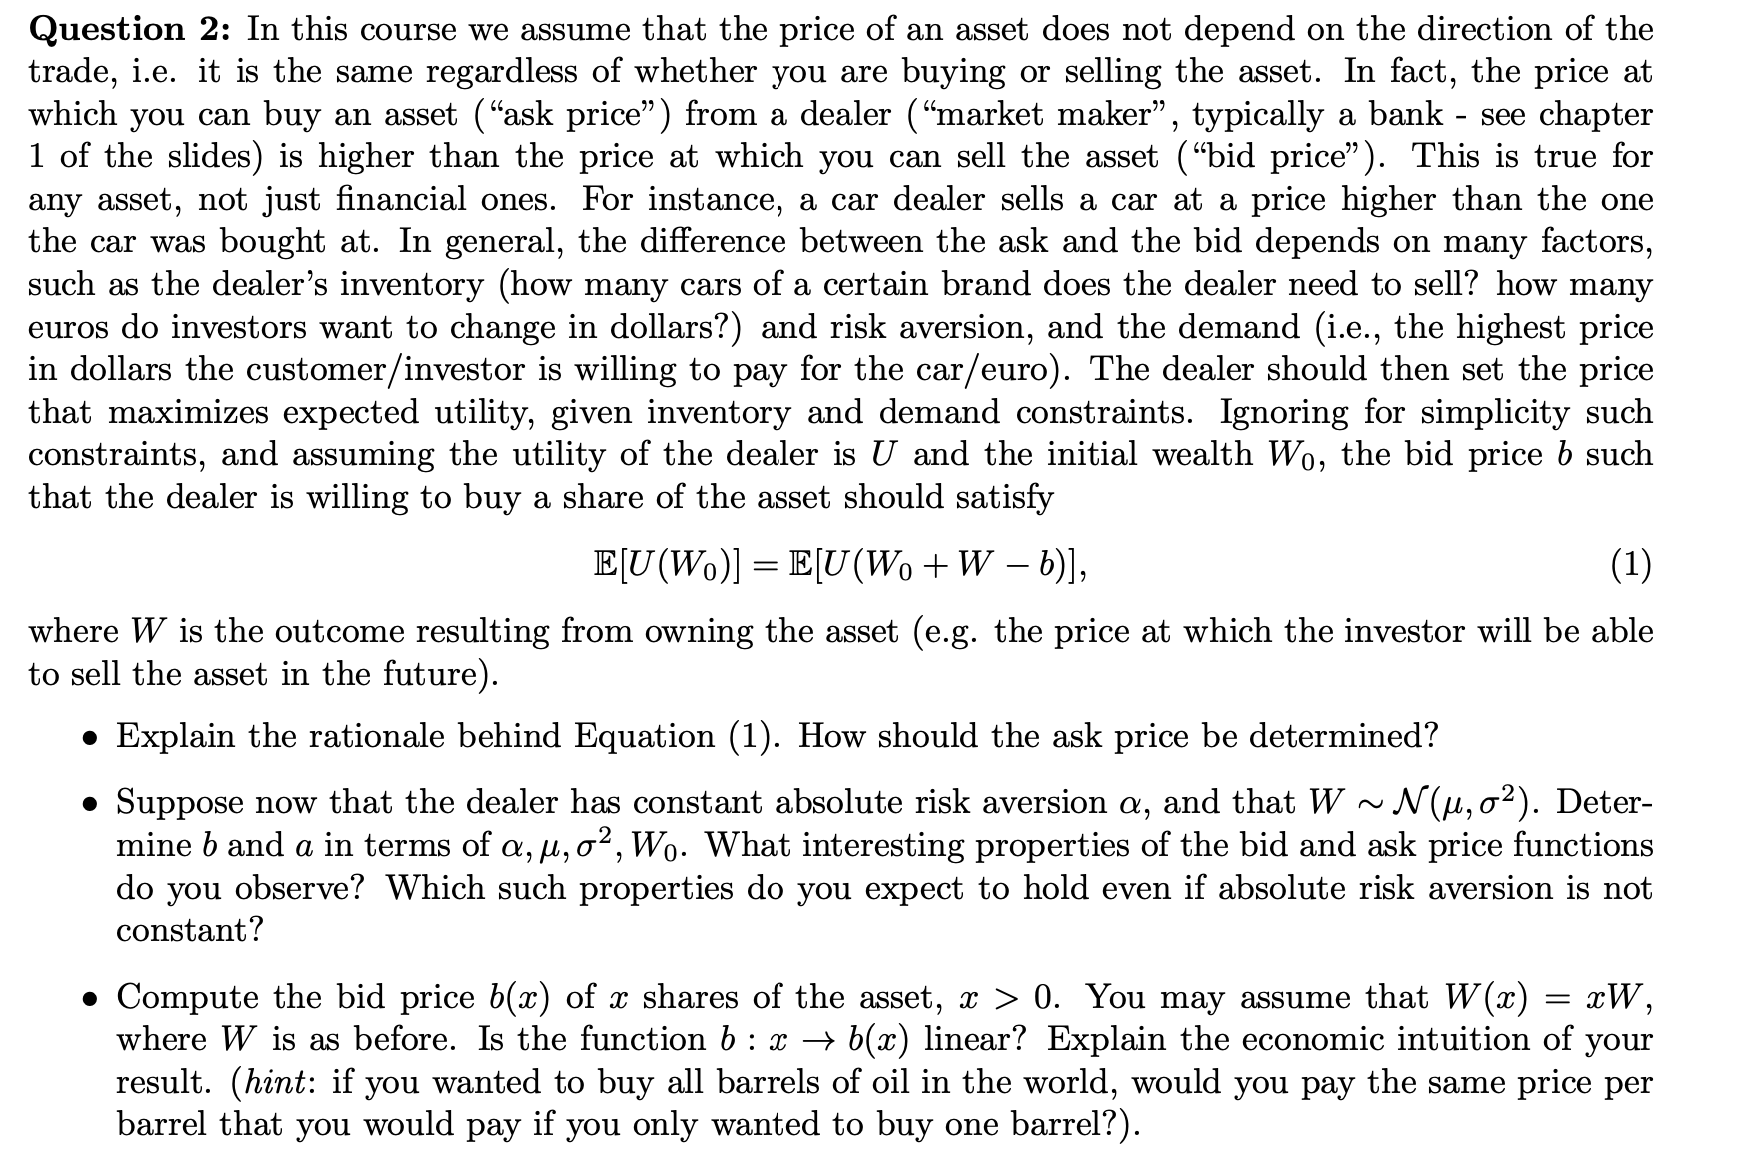 Question 2: In this course we assume that the price of an asset does not depend on the direction of the
trade, i.e. it is the same regardless of whether you are buying or selling the asset. In fact, the price at
which you can buy an asset (“ask price”) from a dealer (“market maker”, typically a bank - see chapter
1 of the slides) is higher than the price at which you can sell the asset (“bid price”). This is true for
any asset, not just financial ones. For instance, a car dealer sells a car at a price higher than the one
the car was bought at. In general, the difference between the ask and the bid depends on many factors,
such as the dealer’s inventory (how many cars of a certain brand does the dealer need to sell? how many
euros do investors want to change in dollars?) and risk aversion, and the demand (i.e., the highest price
in dollars the customer/investor is willing to pay for the car/euro). The dealer should then set the price
that maximizes expected utility, given inventory and demand constraints. Ignoring for simplicity such
constraints, and assuming the utility of the dealer is U and the initial wealth W₀, the bid price b such
that the dealer is willing to buy a share of the asset should satisfy
𝔼[U(W₀)] = 𝔼[U(W₀ + W − b)], (1)
where W is the outcome resulting from owning the asset (e.g. the price at which the investor will be able
to sell the asset in the future).
• Explain the rationale behind Equation (1). How should the ask price be determined?
• Suppose now that the dealer has constant absolute risk aversion α, and that W ∼ 𝒩(μ, σ²). Deter-
mine b and a in terms of α, μ, σ², W₀. What interesting properties of the bid and ask price functions
do you observe? Which such properties do you expect to hold even if absolute risk aversion is not
constant?
• Compute the bid price b(x) of x shares of the asset, x > 0. You may assume that W(x) = xW,
where W is as before. Is the function b : x → b(x) linear? Explain the economic intuition of your
result. (hint: if you wanted to buy all barrels of oil in the world, would you pay the same price per
barrel that you would pay if you only wanted to buy one barrel?).